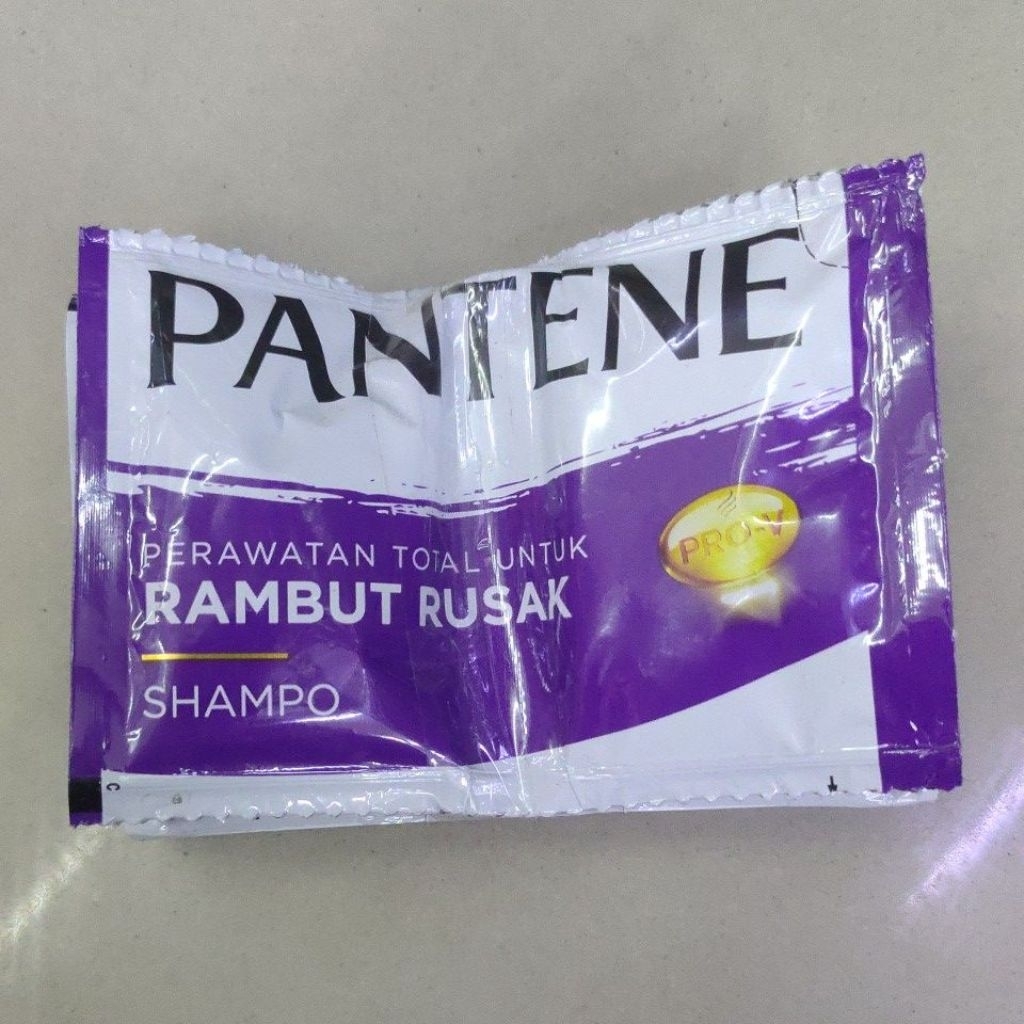 PANTENE
PRO-V
PERAWATAN TOTAL UNTUK
RAMBUT RUSAK
SHAMPO
C